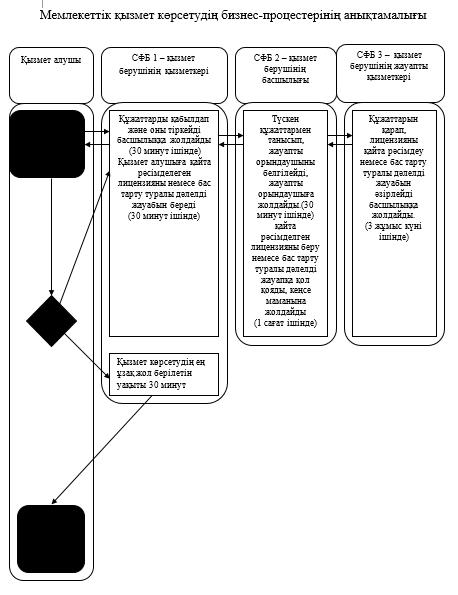 Мемлекеттік қызмет көрсетудің бизнес-процестерінің анықтамалығы
Қызмет алушы
СФБ 1 – қызмет
берушінің қызметкері
СФБ 2 – қызмет
берушінің
басшылығы
СФБ 3 – қызмет
берушінің жауапты
қызметкері
Құжаттарды қабылдап
және оны тіркейді
басшылыққа жолдайды
(30 минут ішінде)
Қызмет алушыға қайта
ресімделеген
лицензияны немесе бас
тарту туралы дәлелді
жауабын береді
(30 минут ішінде)
Түскен
құжаттармен
танысып,
жауапты
орындаушыны
белгілейді,
жауапты
орындаушыға
жолдайды.(30
минут ішінде)
қайта
рәсімделген
лицензияны беру
немесе бас тарту
туралы дәлелді
жауапқа қол
қояды, кеңсе
маманына
жолдайды
(1 сағат ішінде)
Құжаттарын
қарап,
лицензияны
қайта рәсімдеу
немесе бас тарту
туралы дәлелді
жауабын
әзірлейді
басшылыққа
жолдайды.
(3 жұмыс күні
ішінде)
Қызмет көрсетудің ең
ұзақ жол берілетін
уақыты 30 минут